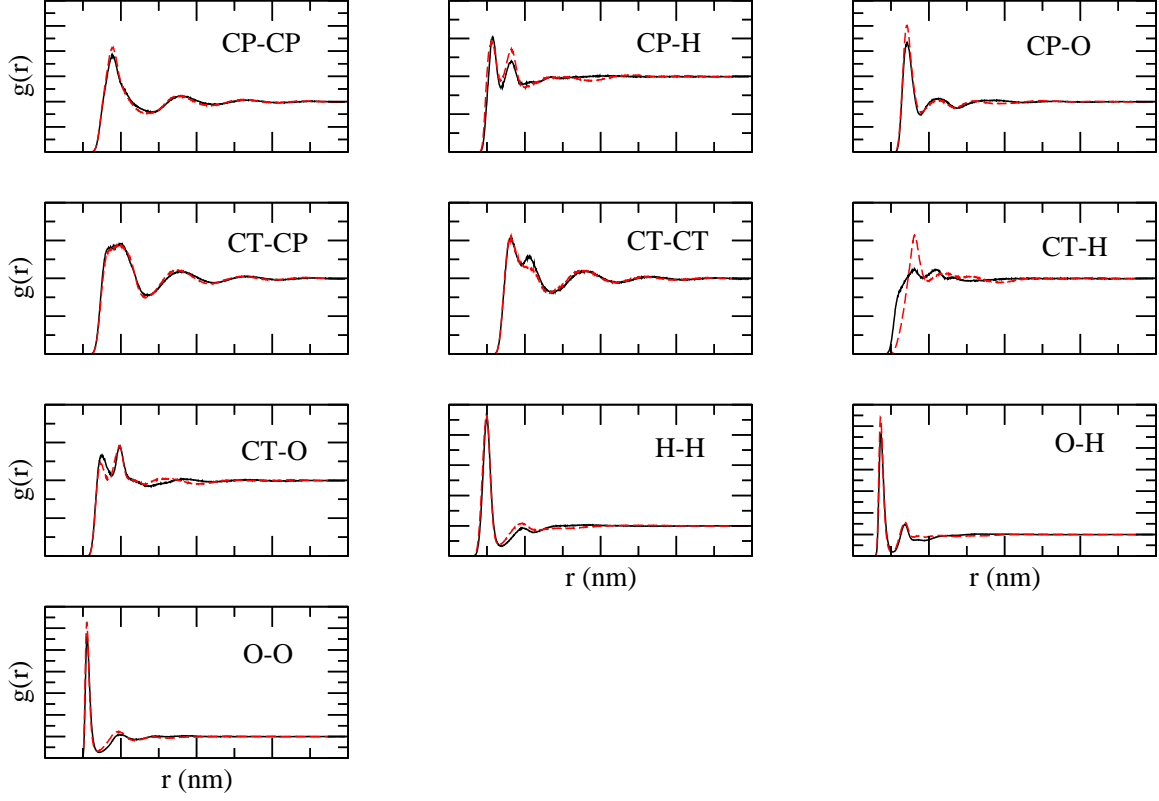 CP-CP
CP-H
CP-O
g(r)
CT-CP
CT-CT
CT-H
g(r)
CT-O
H-H
O-H
g(r)
r (nm)
r (nm)
O-O
g(r)
r (nm)